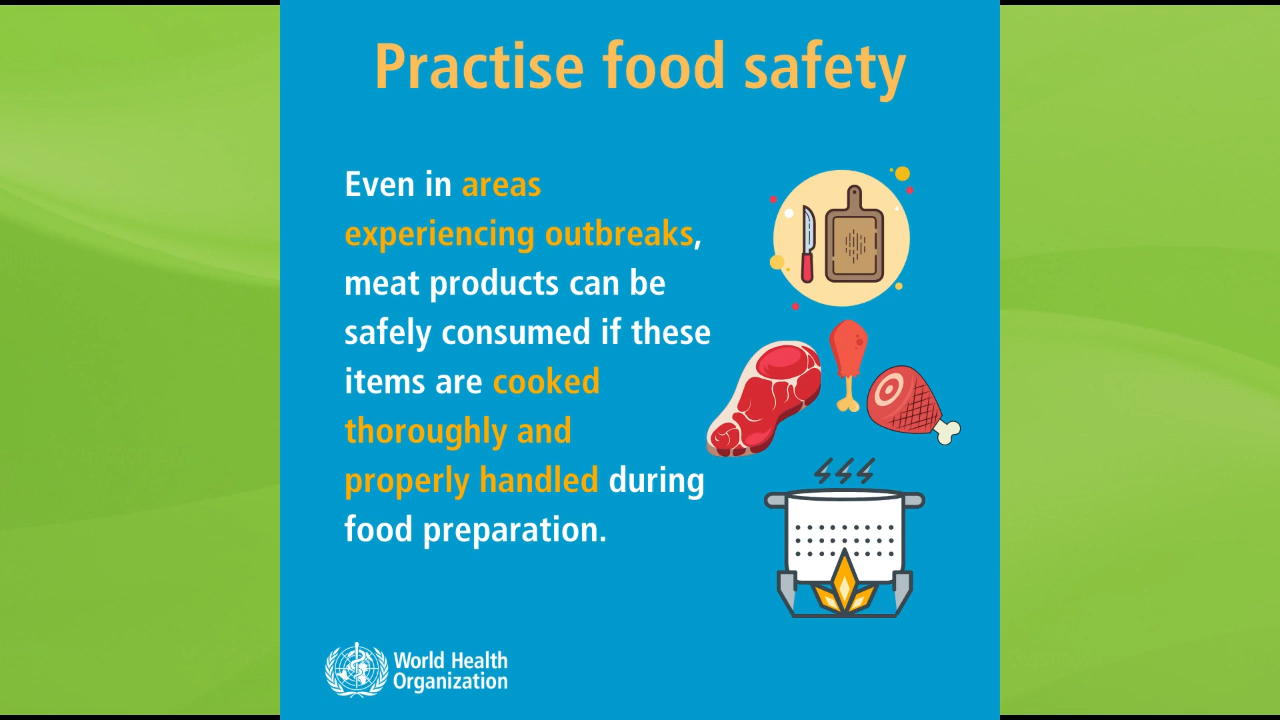 Practise food safety
Even in areas
experiencing outbreaks,
meat products can be
safely consumed if these
items are cooked
thoroughly and
properly handled during
food preparation.
World Health
Organization